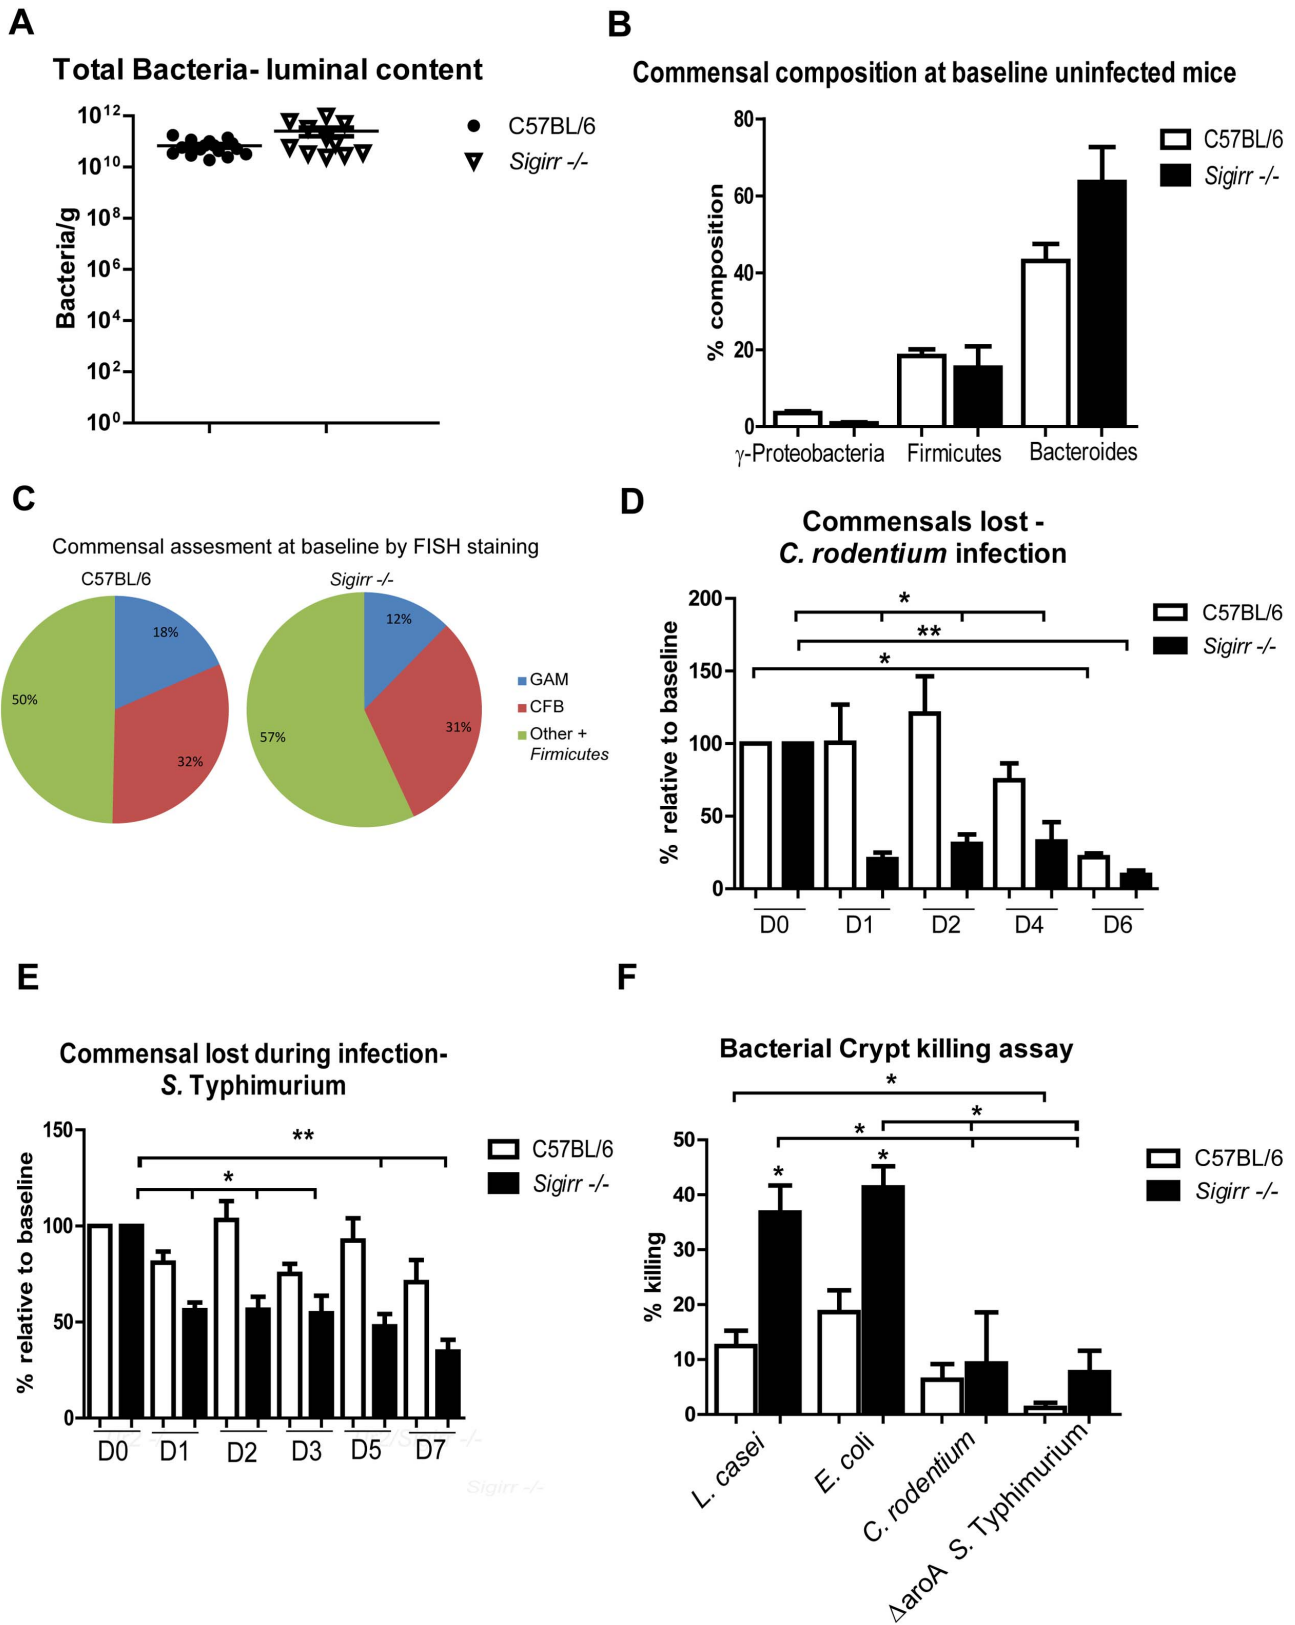 A
Total Bacteria- luminal content
Bacteria/g
10¹²
10¹⁰
10⁸
10⁶
10⁴
10²
10⁰
C57BL/6
Sigirr -/-
B
Commensal composition at baseline uninfected mice
% composition
80
60
40
20
0
γ-Proteobacteria Firmicutes Bacteroides
C57BL/6
Sigirr -/-
C
Commensal assesment at baseline by FISH staining
C57BL/6
Sigirr -/-
18%
32%
50%
12%
31%
57%
GAM
CFB
Other +
Firmicutes
D
Commensals lost -
C. rodentium infection
% relative to baseline
200
150
100
50
0
*
**
*
D0 D1 D2 D4 D6
C57BL/6
Sigirr -/-
E
Commensal lost during infection-
S. Typhimurium
% relative to baseline
150
100
50
0
**
*
D0 D1 D2 D3 D5 D7
C57BL/6
Sigirr -/-
Sigirr -/-
F
Bacterial Crypt killing assay
% killing
50
40
30
20
10
0
*
*
*
*
*
L. casei
E. coli
C. rodentium
ΔaroA S. Typhimurium
C57BL/6
Sigirr -/-